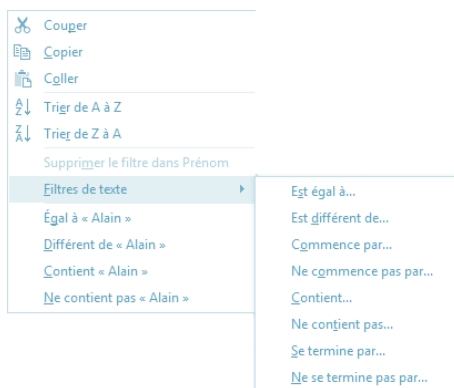 Couper
Copier
Coller
Trier de A à Z
Trier de Z à A
Supprimer le filtre dans Prénom
Filtres de texte
Égal à « Alain »
Différent de « Alain »
Contient « Alain »
Ne contient pas « Alain »
Est égal à...
Est différent de...
Commence par...
Ne commence pas par...
Contient...
Ne contient pas...
Se termine par...
Ne se termine pas par...